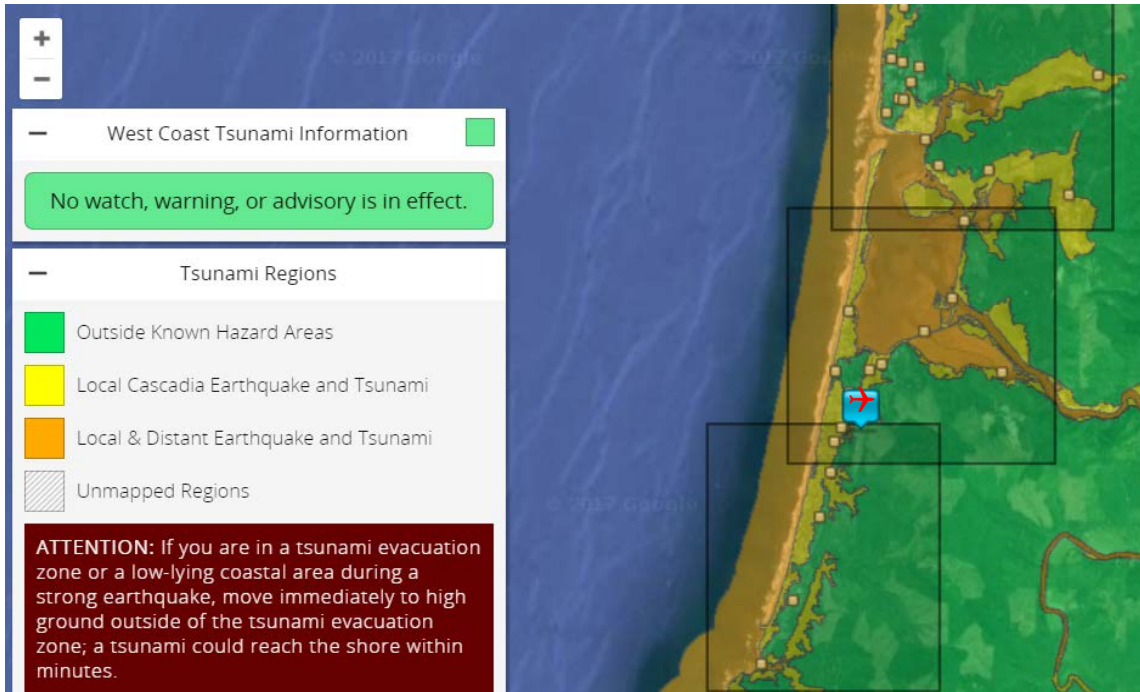 +
−
© 2017 Google
© 2017 Google
− West Coast Tsunami Information
No watch, warning, or advisory is in effect.
− Tsunami Regions
Outside Known Hazard Areas
Local Cascadia Earthquake and Tsunami
Local & Distant Earthquake and Tsunami
Unmapped Regions
© 2017 Google
ATTENTION: If you are in a tsunami evacuation
zone or a low-lying coastal area during a
strong earthquake, move immediately to high
ground outside of the tsunami evacuation
zone; a tsunami could reach the shore within
minutes.